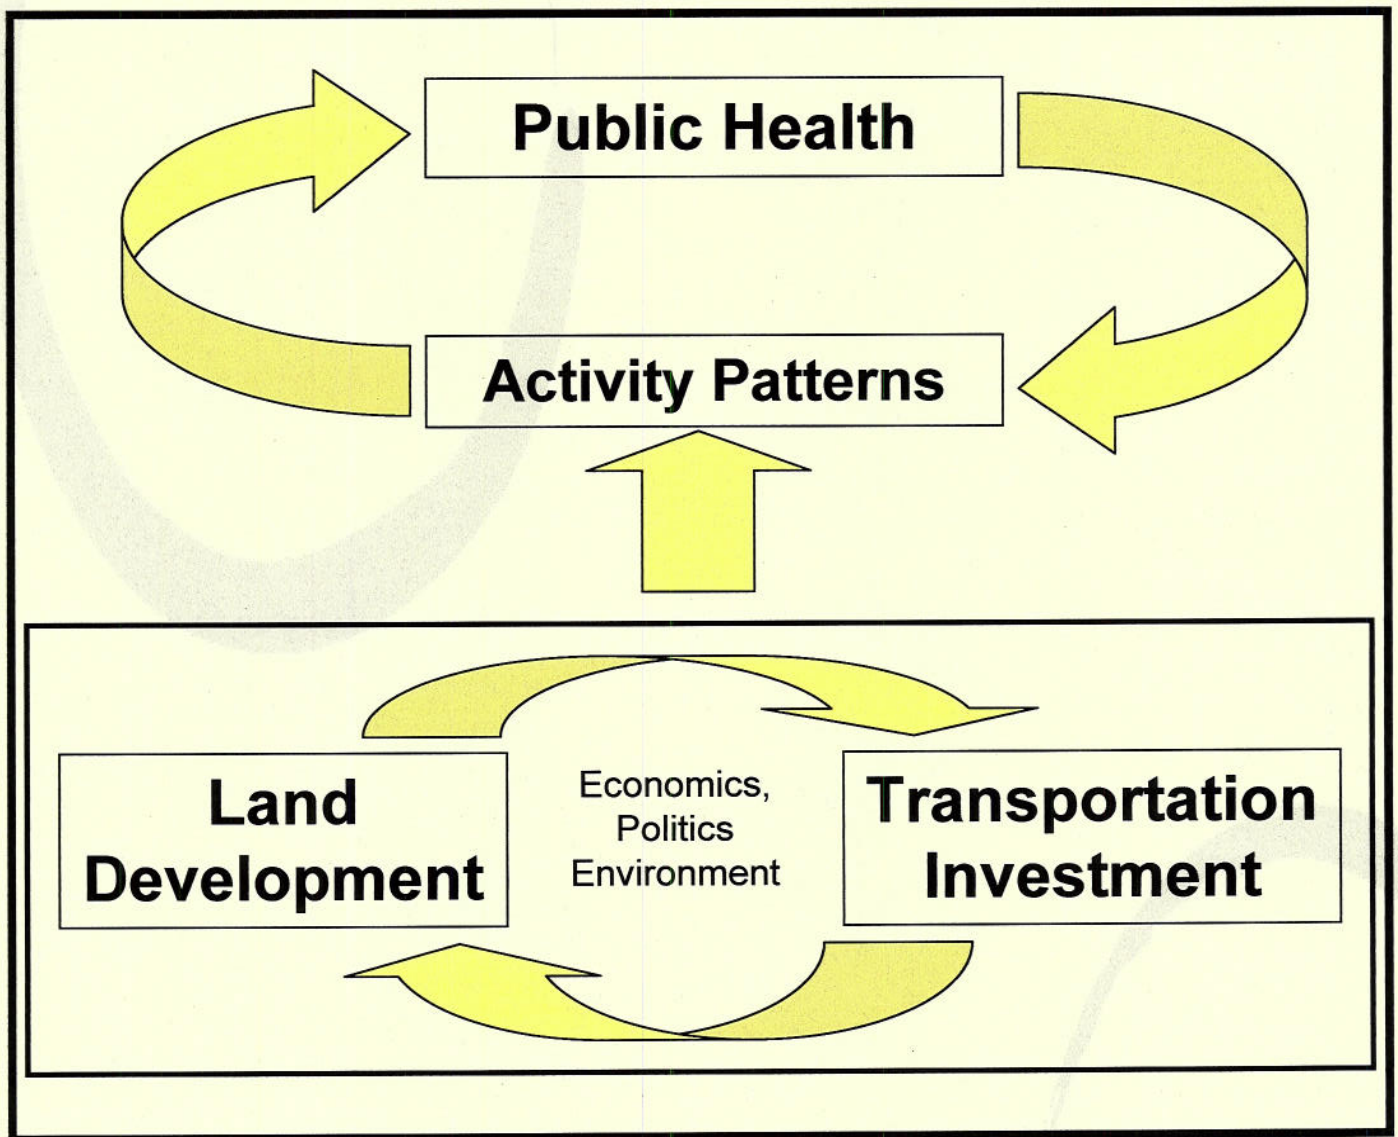 Public Health
Activity Patterns
Land
Development
Economics,
Politics
Environment
Transportation
Investment